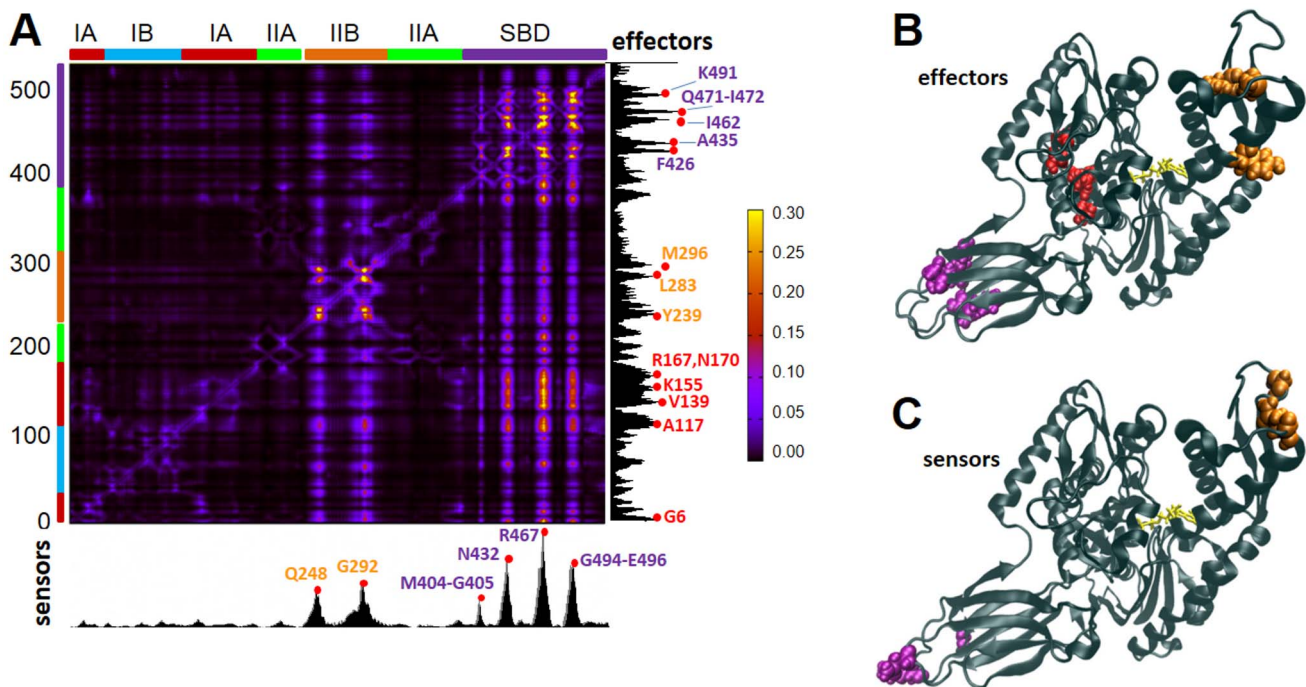 A
IA IB IA IIA IIB IIA SBD
effectors
500
400
300
200
100
0
K491
Q471-I472
I462
A435
F426
M296
L283
Y239
R167,N170
K155
V139
A117
G6
0.30
0.25
0.20
0.15
0.10
0.05
0.00
sensors
Q248
G292
M404-G405
N432
R467
G494-E496
B
effectors
C
sensors